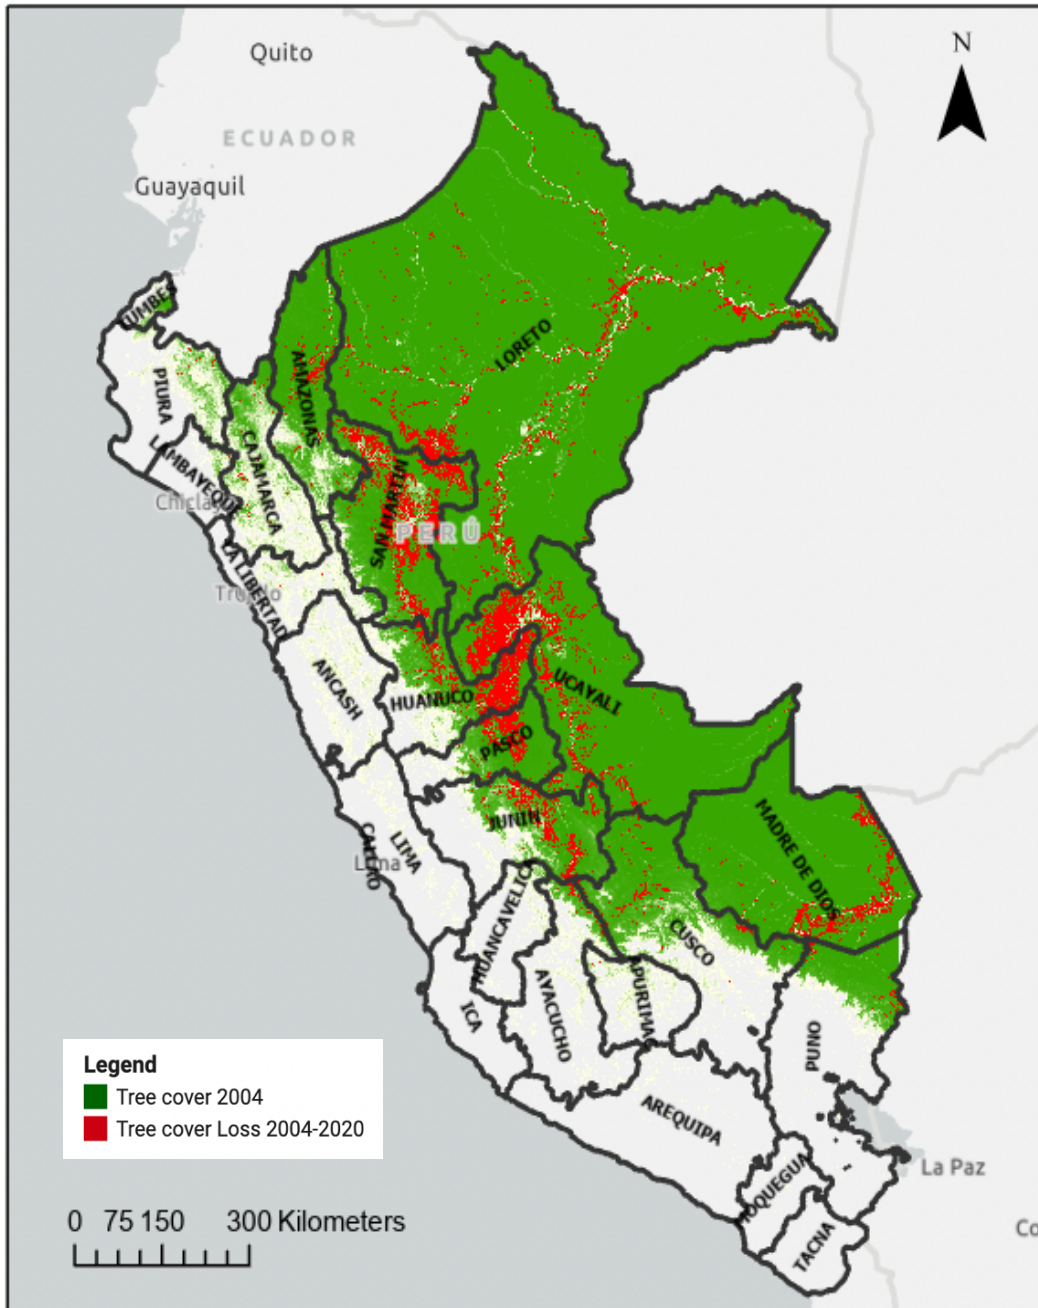 N
Quito
ECUADOR
Guayaquil
TUMBES
LORETO
PIURA
AMAZONAS
LAMBAYEQUE
CAJAMARCA
SAN MARTIN
Chiclayo
PERÚ
LA LIBERTAD
Trujillo
ANCASH
HUANUCO
UCAYALI
PASCO
JUNIN
MADRE DE DIOS
LIMA
CALLAO
Lima
HUANCAVELICA
CUSCO
ICA
AYACUCHO
APURIMAC
PUNO
AREQUIPA
La Paz
MOQUEGUA
TACNA
Co
Legend
Tree cover 2004
Tree cover Loss 2004-2020
0 75 150 300 Kilometers